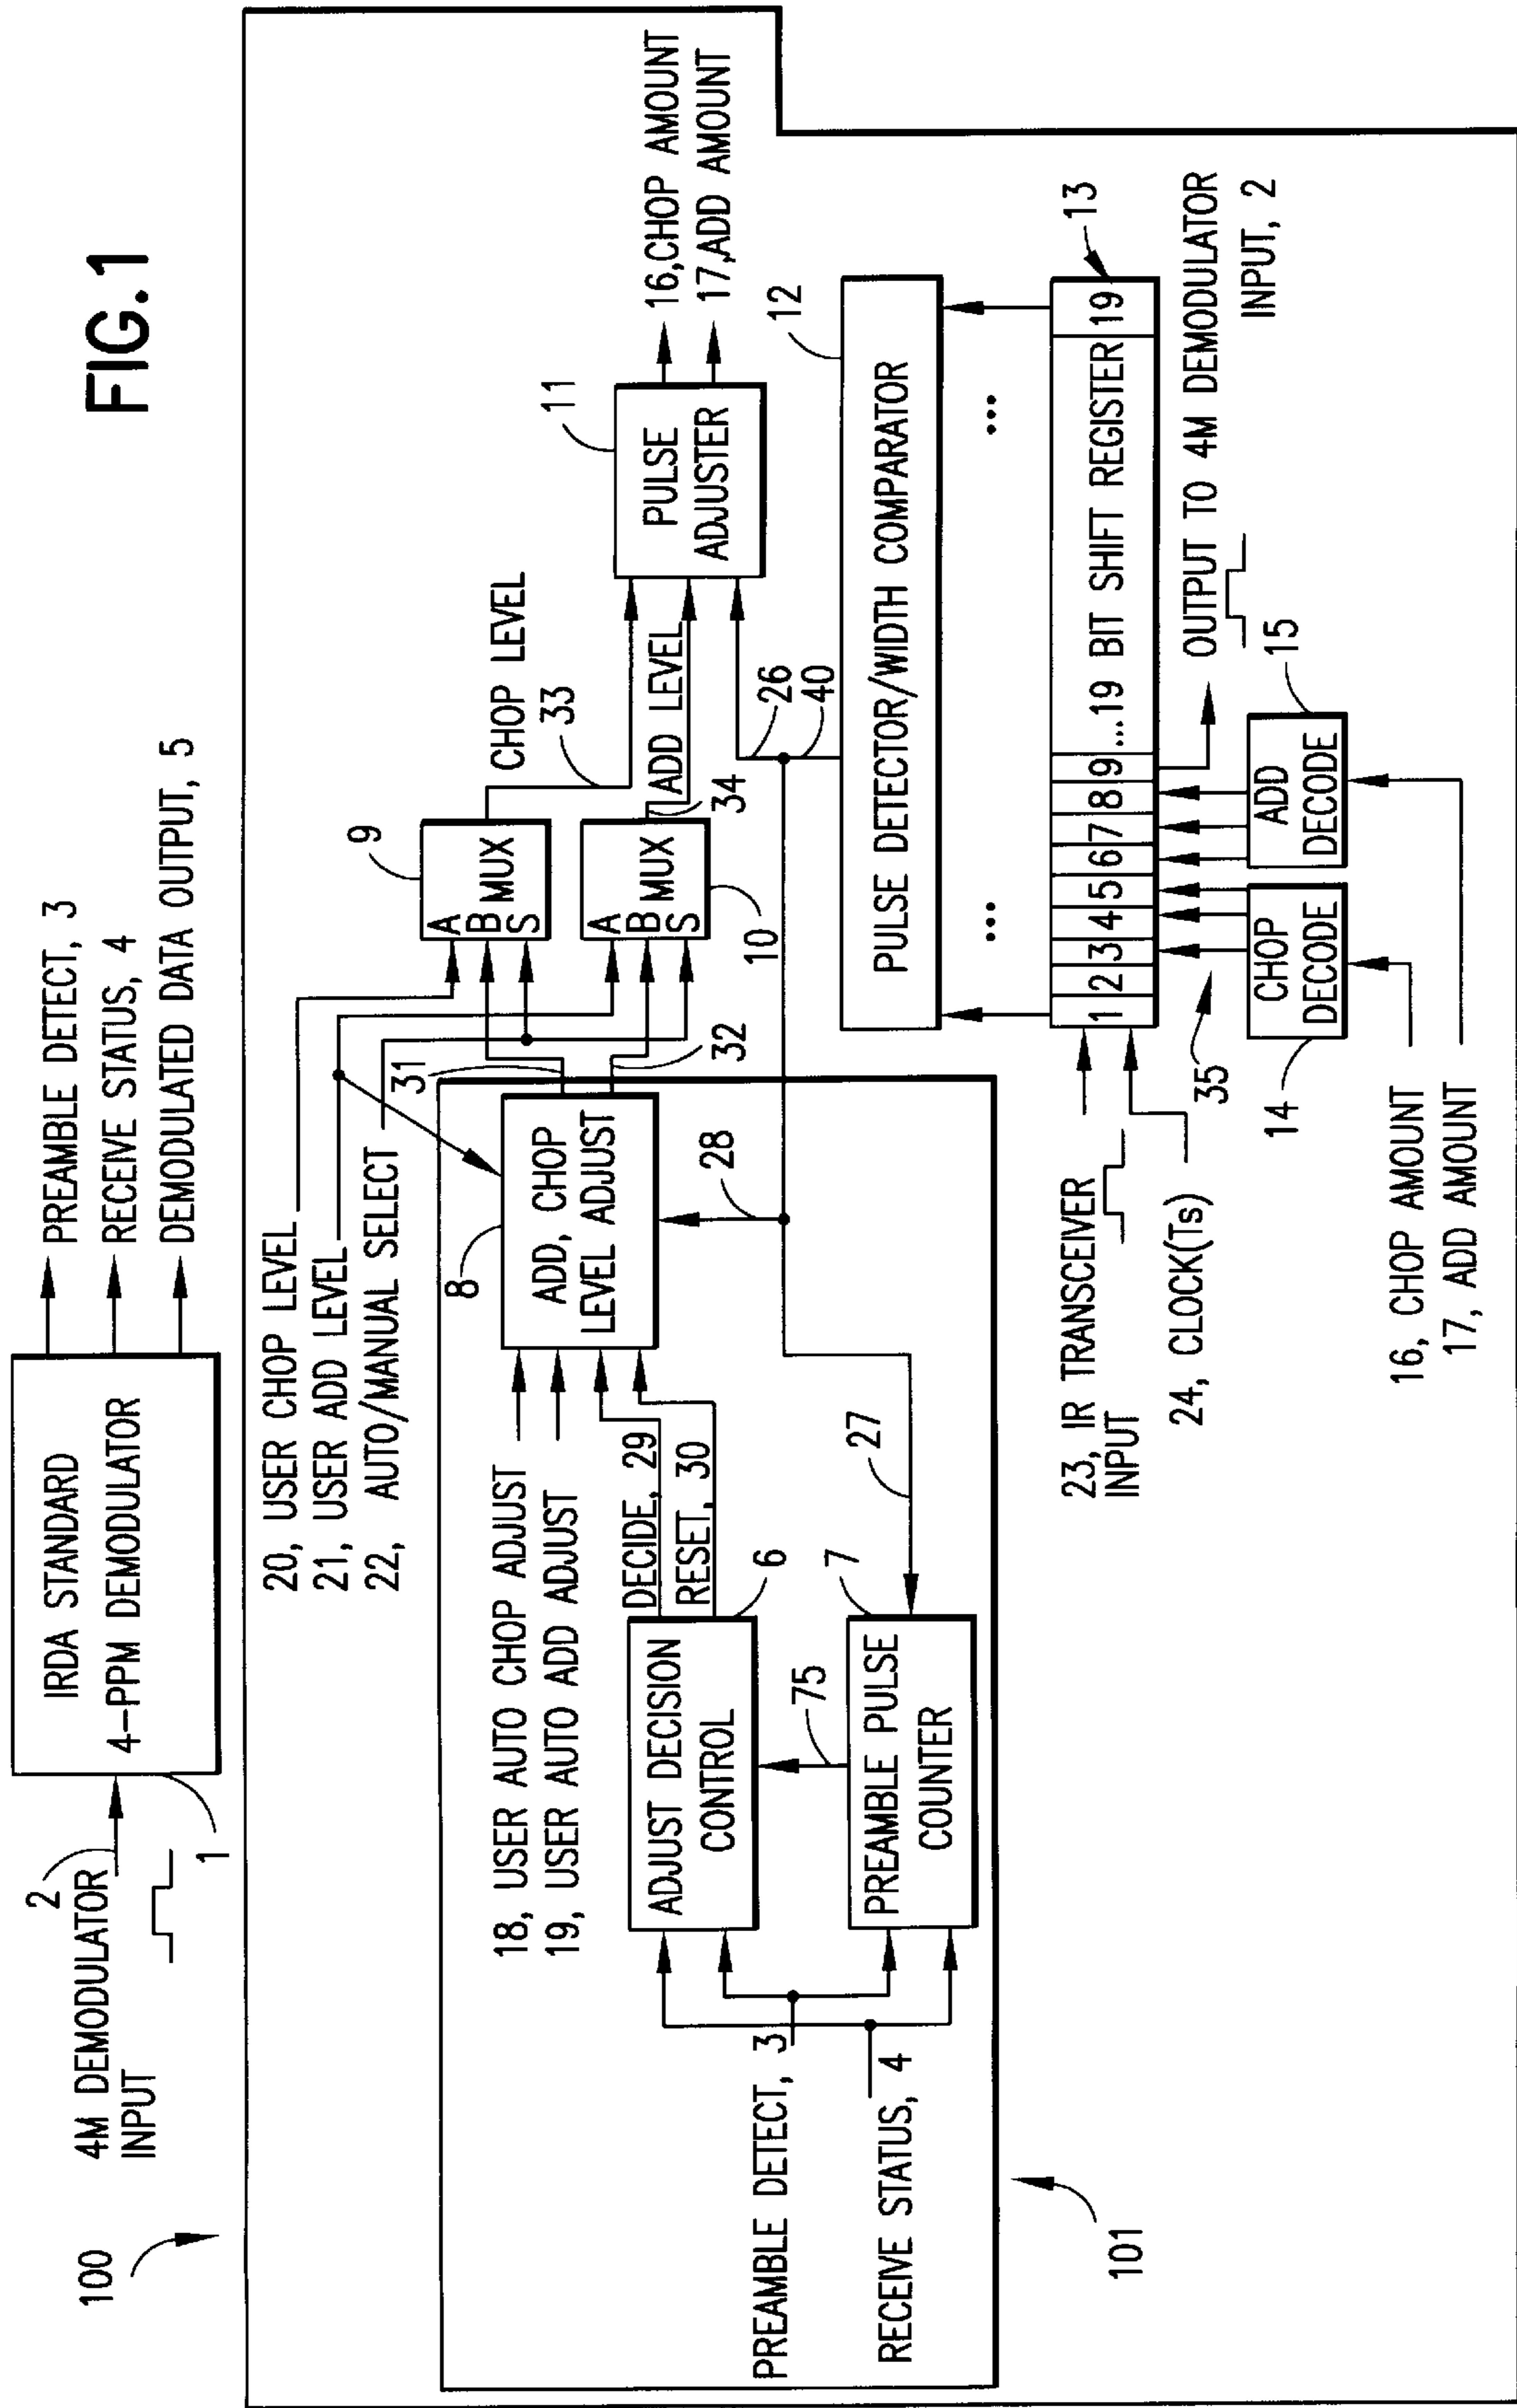 FIG.1
100
4M DEMODULATOR
INPUT
2
1
IRDA STANDARD
4-PPM DEMODULATOR
PREAMBLE DETECT, 3
RECEIVE STATUS, 4
DEMODULATED DATA OUTPUT, 5
20, USER CHOP LEVEL
21, USER ADD LEVEL
22, AUTO/MANUAL SELECT
18, USER AUTO CHOP ADJUST
19, USER AUTO ADD ADJUST
DECIDE, 29
RESET, 30
8
ADD, CHOP
LEVEL ADJUST
31
32
28
A
B
S
MUX
9
A
B
S
MUX
10
CHOP LEVEL
33
ADD LEVEL
34
26
40
11
PULSE
ADJUSTER
16,CHOP AMOUNT
17,ADD AMOUNT
ADJUST DECISION
CONTROL
6
75
PREAMBLE PULSE
COUNTER
7
27
PREAMBLE DETECT, 3
RECEIVE STATUS, 4
101
12
PULSE DETECTOR/WIDTH COMPARATOR
...
...
23, IR TRANSCEIVER
INPUT
24, CLOCK(Ts)
1 2 3 4 5 6 7 8 9 ...19 BIT SHIFT REGISTER 19
13
35
14
CHOP
DECODE
ADD
DECODE
15
OUTPUT TO 4M DEMODULATOR
INPUT, 2
16, CHOP AMOUNT
17, ADD AMOUNT